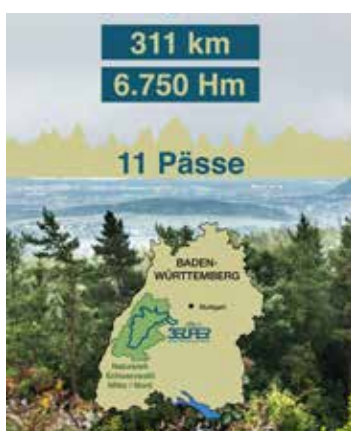 311 km
6.750 Hm
11 Pässe
BADEN-
WÜRTTEMBERG
Stuttgart
Naturpark
Schwarzwald
Mitte / Nord